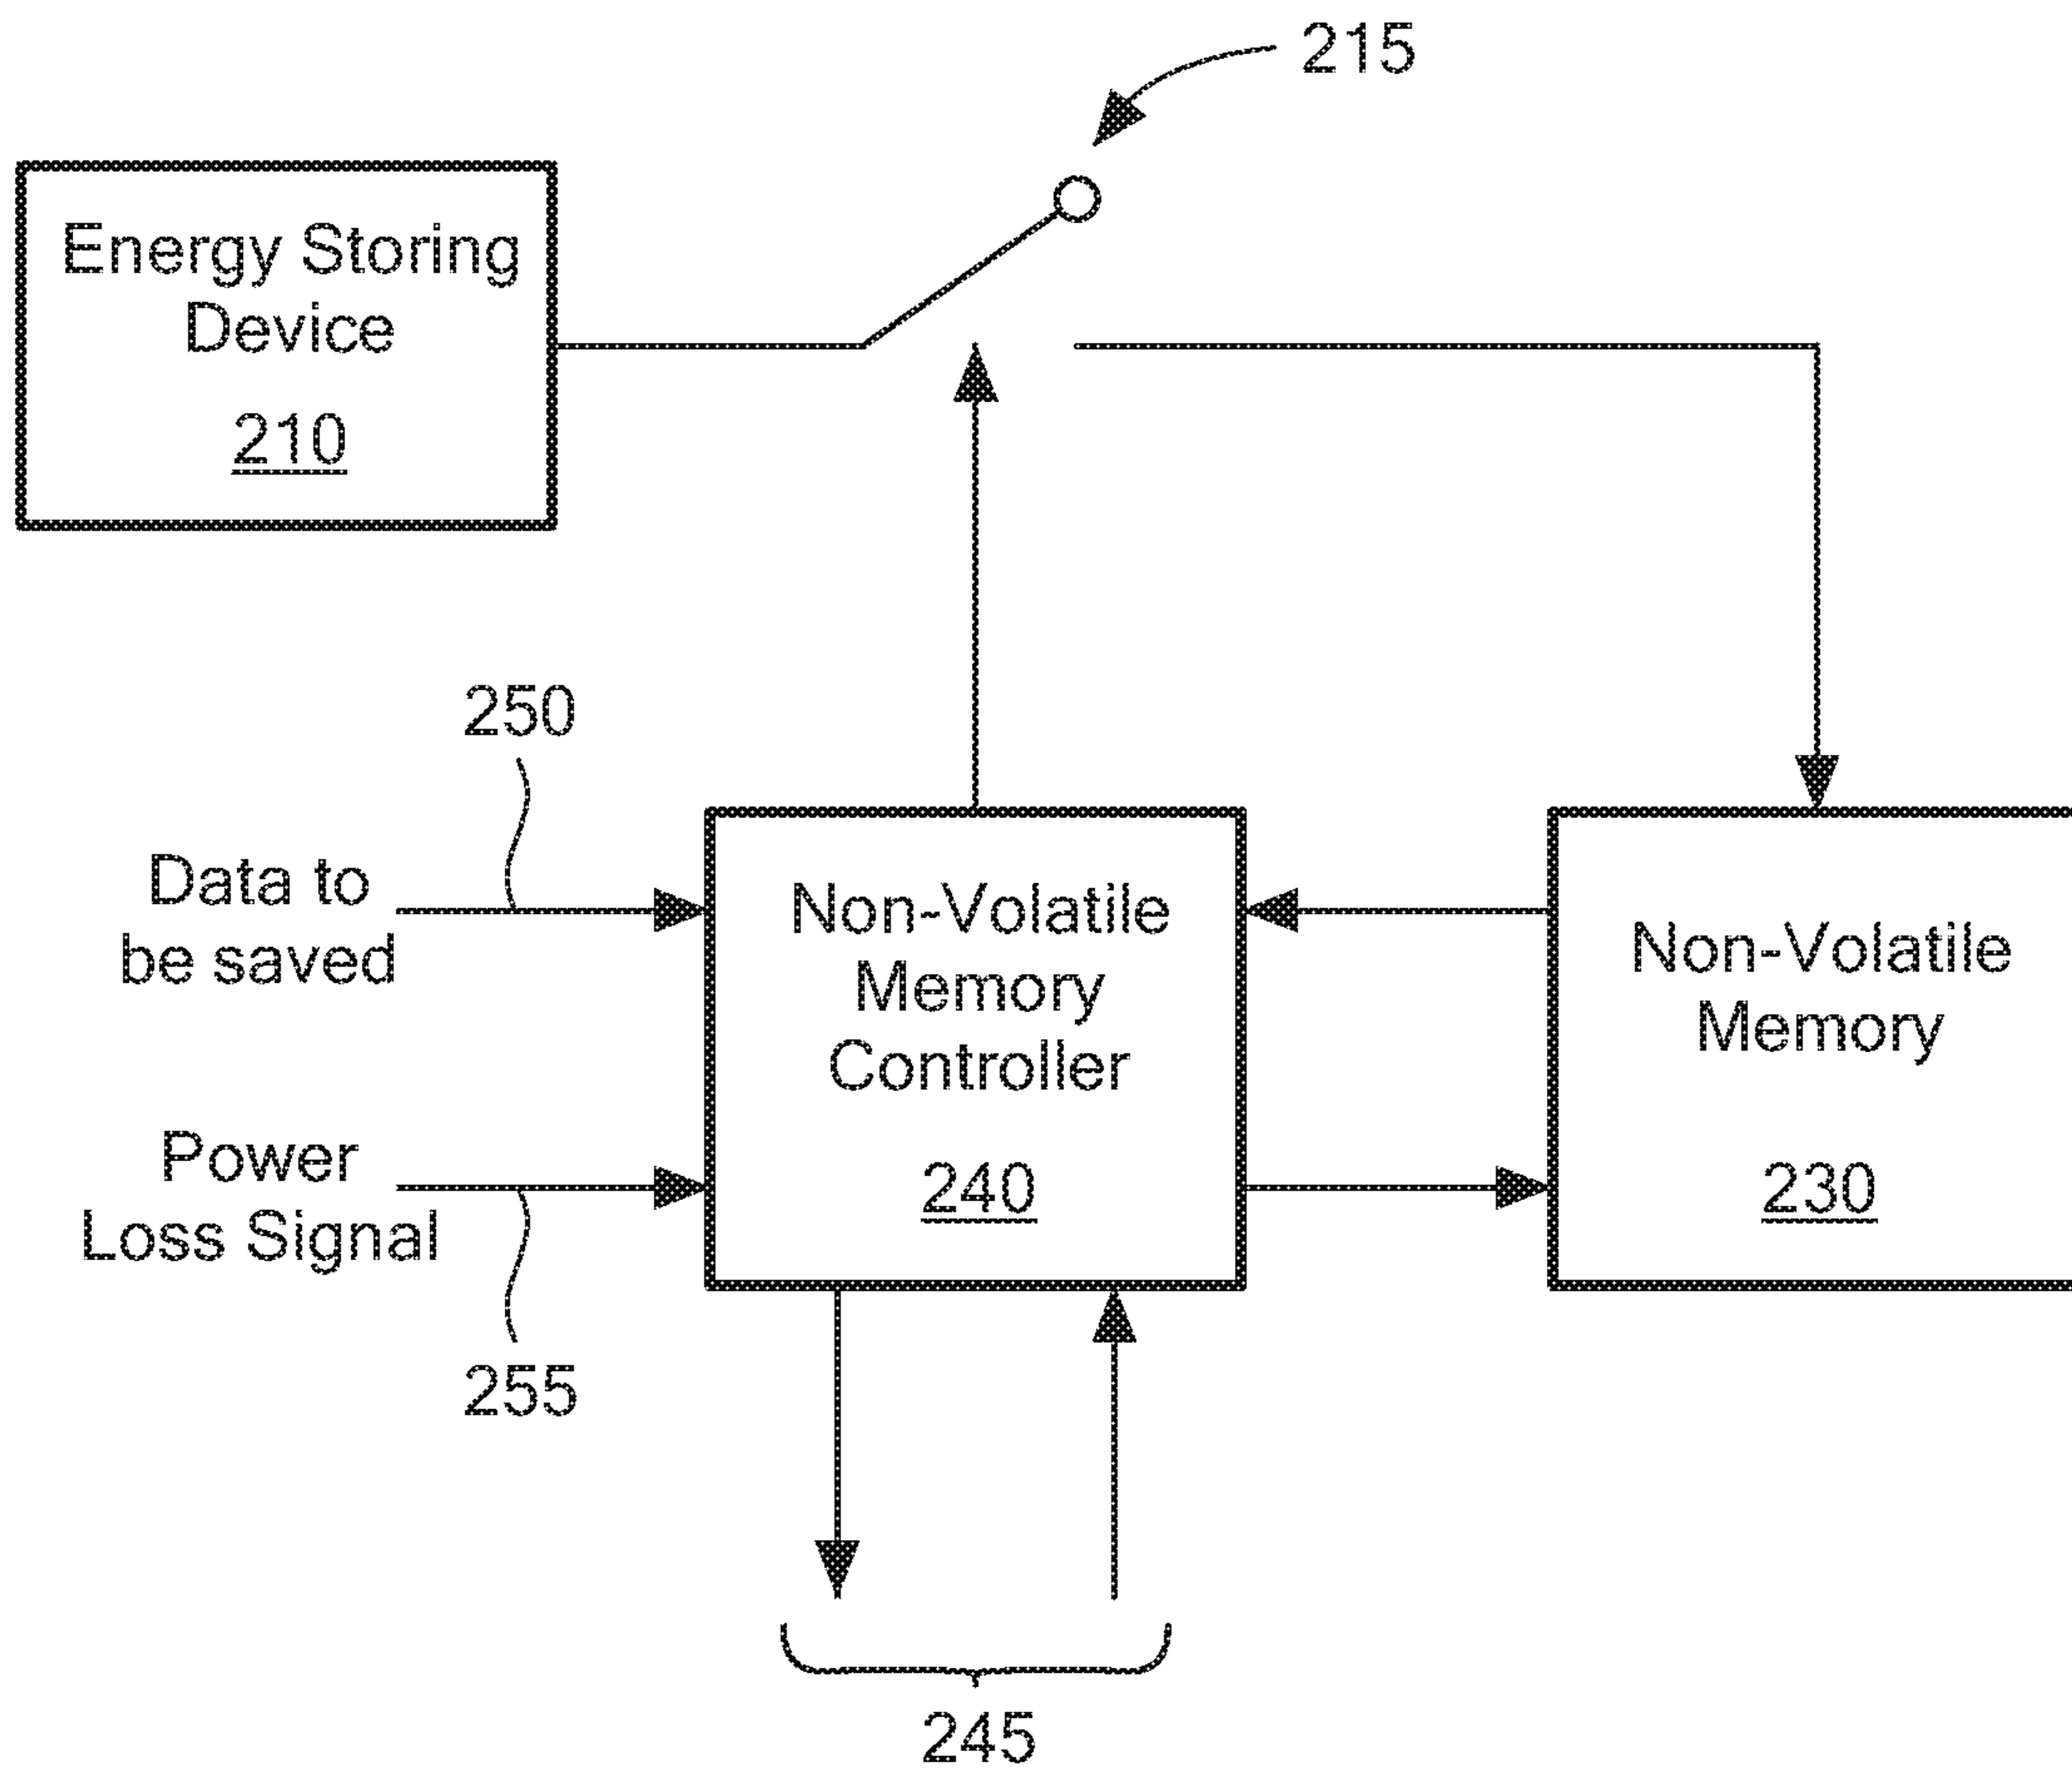 215
Energy Storing
Device
210
250
Data to
be saved
Non-Volatile
Memory
Controller
240
Non-Volatile
Memory
230
Power
Loss Signal
255
245